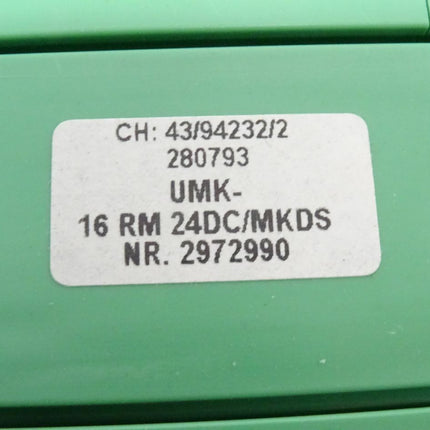 CH: 43/94232/2
280793
UMK-
16 RM 24DC/MKDS
NR. 2972990